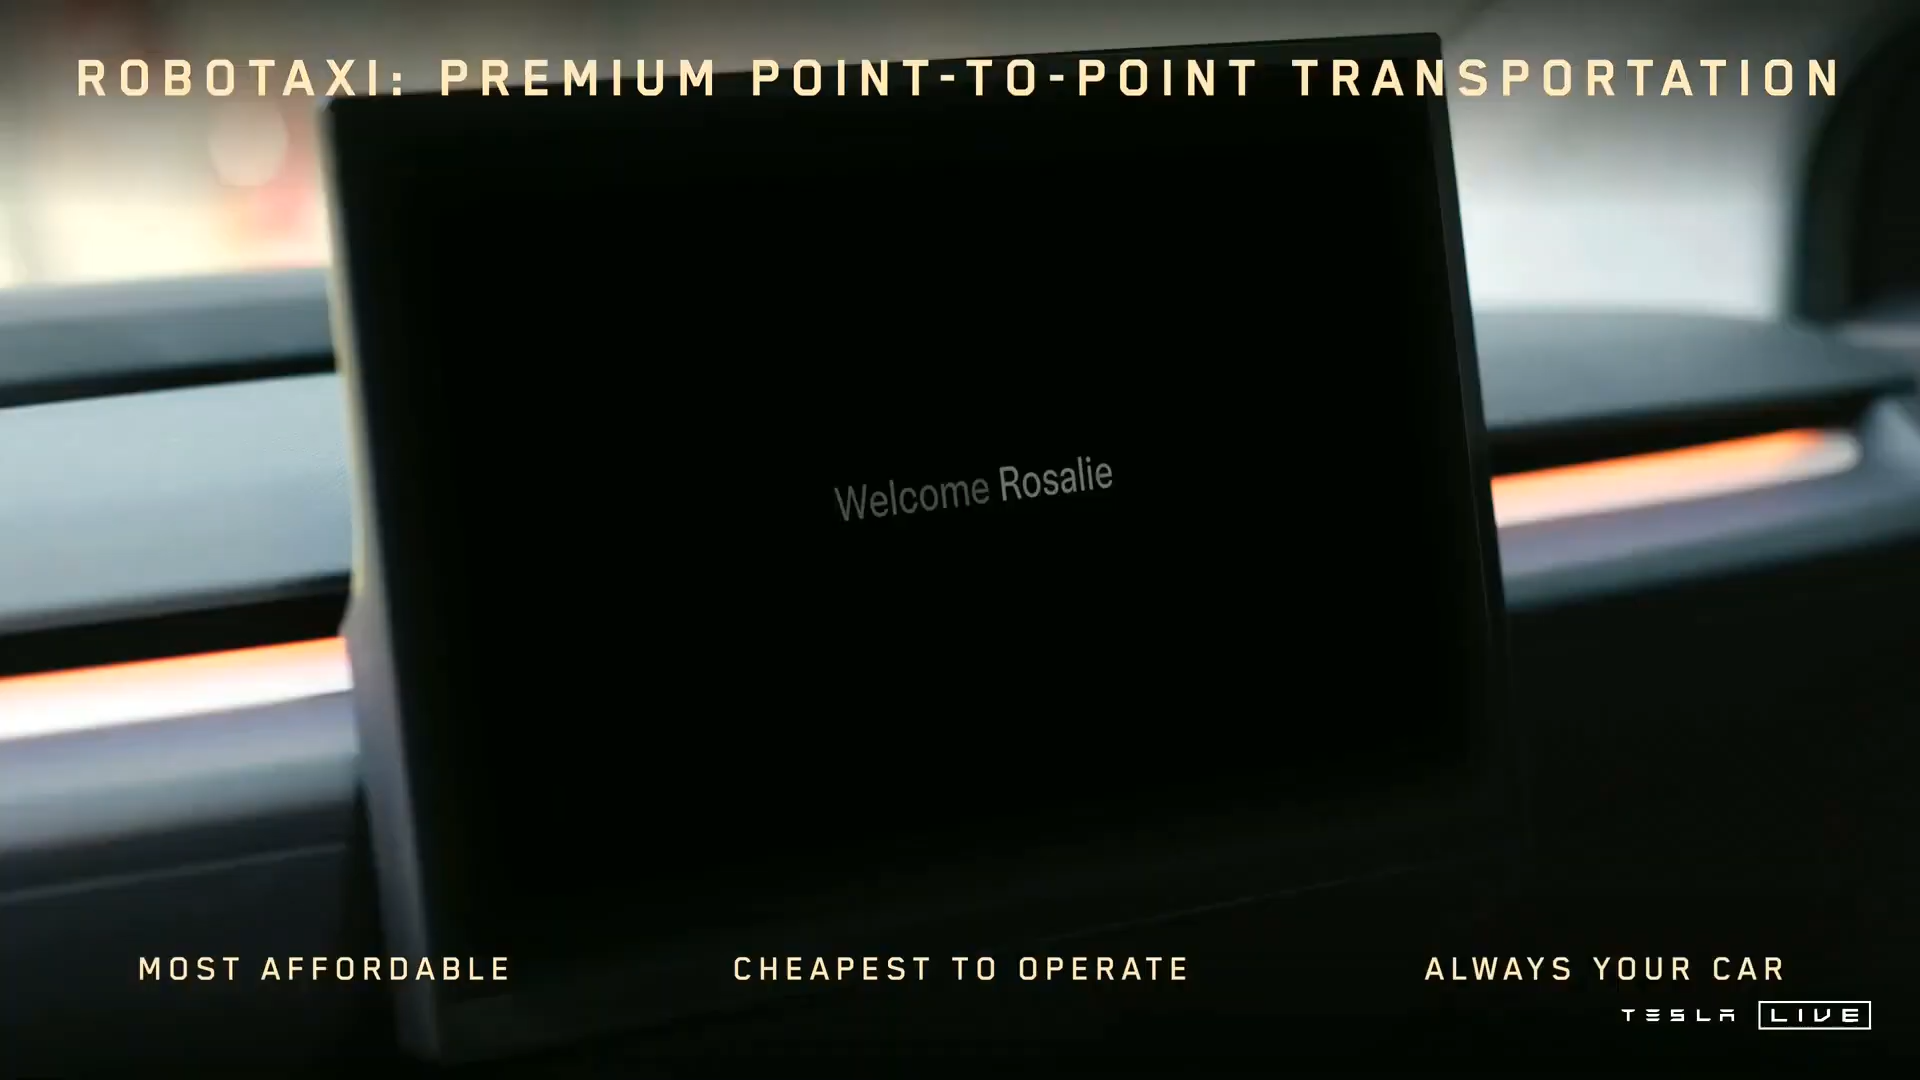 ROBOTAXI: PREMIUM POINT-TO-POINT TRANSPORTATION
Welcome Rosalie
MOST AFFORDABLE
CHEAPEST TO OPERATE
ALWAYS YOUR CAR
TESLA LIVE